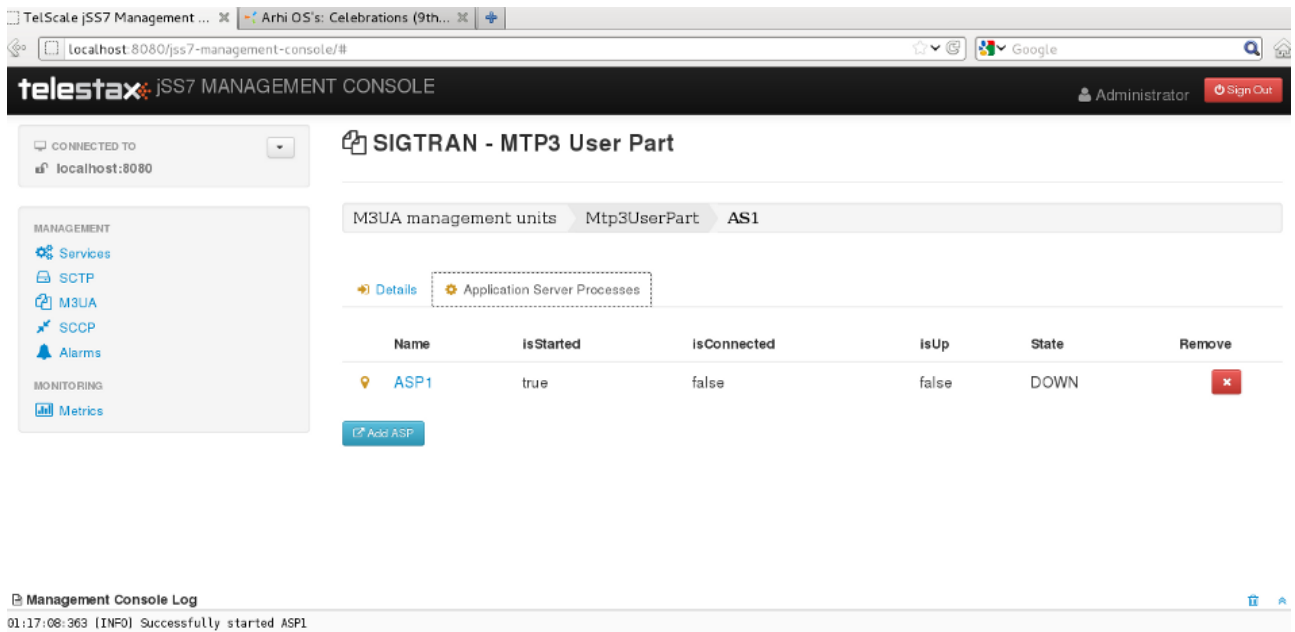 TelScale jSS7 Management ... Arhi OS's: Celebrations (9th...
localhost:8080/jss7-management-console/# Google
telestax jSS7 MANAGEMENT CONSOLE Administrator Sign Out
CONNECTED TO
localhost:8080
SIGTRAN - MTP3 User Part
M3UA management units Mtp3UserPart AS1
MANAGEMENT
Services
SCTP
M3UA
SCCP
Alarms
MONITORING
Metrics
Details Application Server Processes
Name isStarted isConnected isUp State Remove
ASP1 true false false DOWN
Add ASP
Management Console Log
01:17:08:363 [INFO] Successfully started ASP1